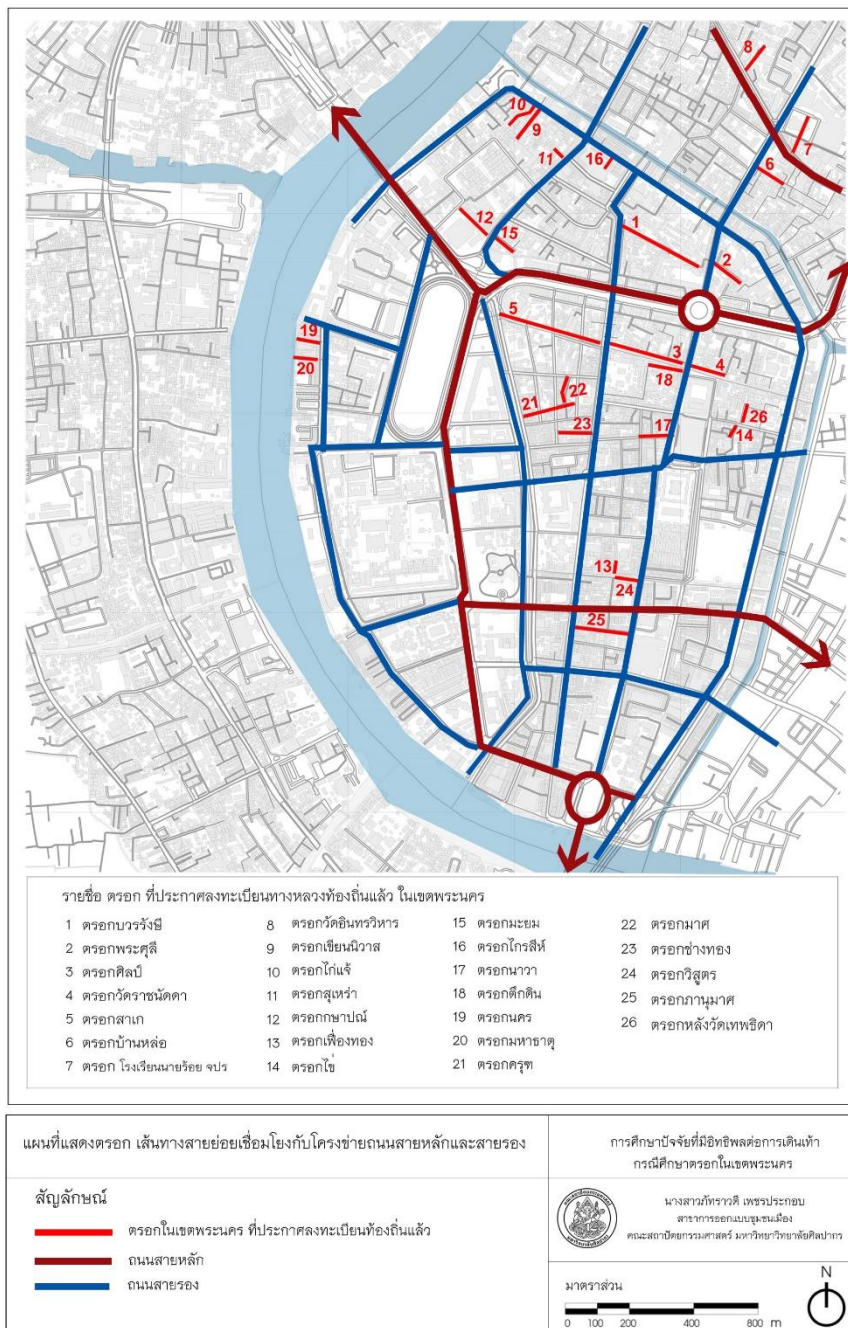 8
10
9
7
11
16
6
1
12
15
2
5
19
3
20
18
4
22
21
26
23
17
14
13
24
25
รายชื่อ ตรอก ที่ประกาศลงทะเบียนทางหลวงท้องถิ่นแล้ว ในเขตพระนคร
1 ตรอกบวรรังษี
2 ตรอกพระศุลี
3 ตรอกศิลป์
4 ตรอกวัดราชนัดดา
5 ตรอกสาเก
6 ตรอกบ้านหล่อ
7 ตรอก โรงเรียนนายร้อย จปร
8 ตรอกวัดอินทรวิหาร
9 ตรอกเขียนนิวาส
10 ตรอกไก่แจ้
11 ตรอกสุเหร่า
12 ตรอกกษาปณ์
13 ตรอกเฟื่องทอง
14 ตรอกไข่
15 ตรอกมะยม
16 ตรอกไกรสีห์
17 ตรอกนาวา
18 ตรอกตึกดิน
19 ตรอกนคร
20 ตรอกมหาธาตุ
21 ตรอกครุฑ
22 ตรอกมาศ
23 ตรอกช่างทอง
24 ตรอกวิสูตร
25 ตรอกภานุมาศ
26 ตรอกหลังวัดเทพธิดา
แผนที่แสดงตรอก เส้นทางสายย่อยเชื่อมโยงกับโครงข่ายถนนสายหลักและสายรอง
สัญลักษณ์
ตรอกในเขตพระนคร ที่ประกาศลงทะเบียนท้องถิ่นแล้ว
ถนนสายหลัก
ถนนสายรอง
การศึกษาปัจจัยที่มีอิทธิพลต่อการเดินเท้า
กรณีศึกษาตรอกในเขตพระนคร
นางสาวภัทราวดี เพชรประกอบ
สาขาการออกแบบชุมชนเมือง
คณะสถาปัตยกรรมศาสตร์ มหาวิทยาวิทยาลัยศิลปากร
มาตราส่วน
N
0 100 200 400 800 m